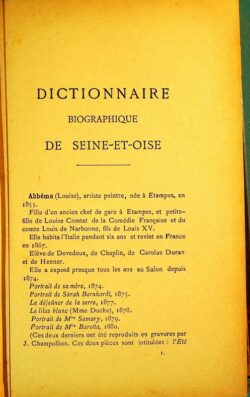 DICTIONNAIRE
BIOGRAPHIQUE
DE SEINE-ET-OISE
Abbéma (Louise), artiste peintre, née à Etampes, en
1853.
Fille d'un ancien chef de gare à Etampes, et petite-
fille de Louise Contat de la Comédie Française et du
comte Louis de Narbonne, fils de Louis XV.
Elle habita l'Italie pendant six ans et revint en France
en 1867.
Elève de Devedeux, de Chaplin, de Carolus Duran
et de Henner.
Elle a exposé presque tous les ans au Salon depuis
1874.
Portrait de sa mère, 1874.
Portrait de Sarah Bernhardt, 1875.
Le déjeûner de la serre, 1877.
Le lilas blanc (Mme Doche), 1878.
Portrait de Mlle Samary, 1879.
Portrait de Mlle Baretta, 1880.
(Ces deux derniers ont été reproduits en gravures par
J. Champollion. Ces deux pièces sont intitulées : l'Eté
1.